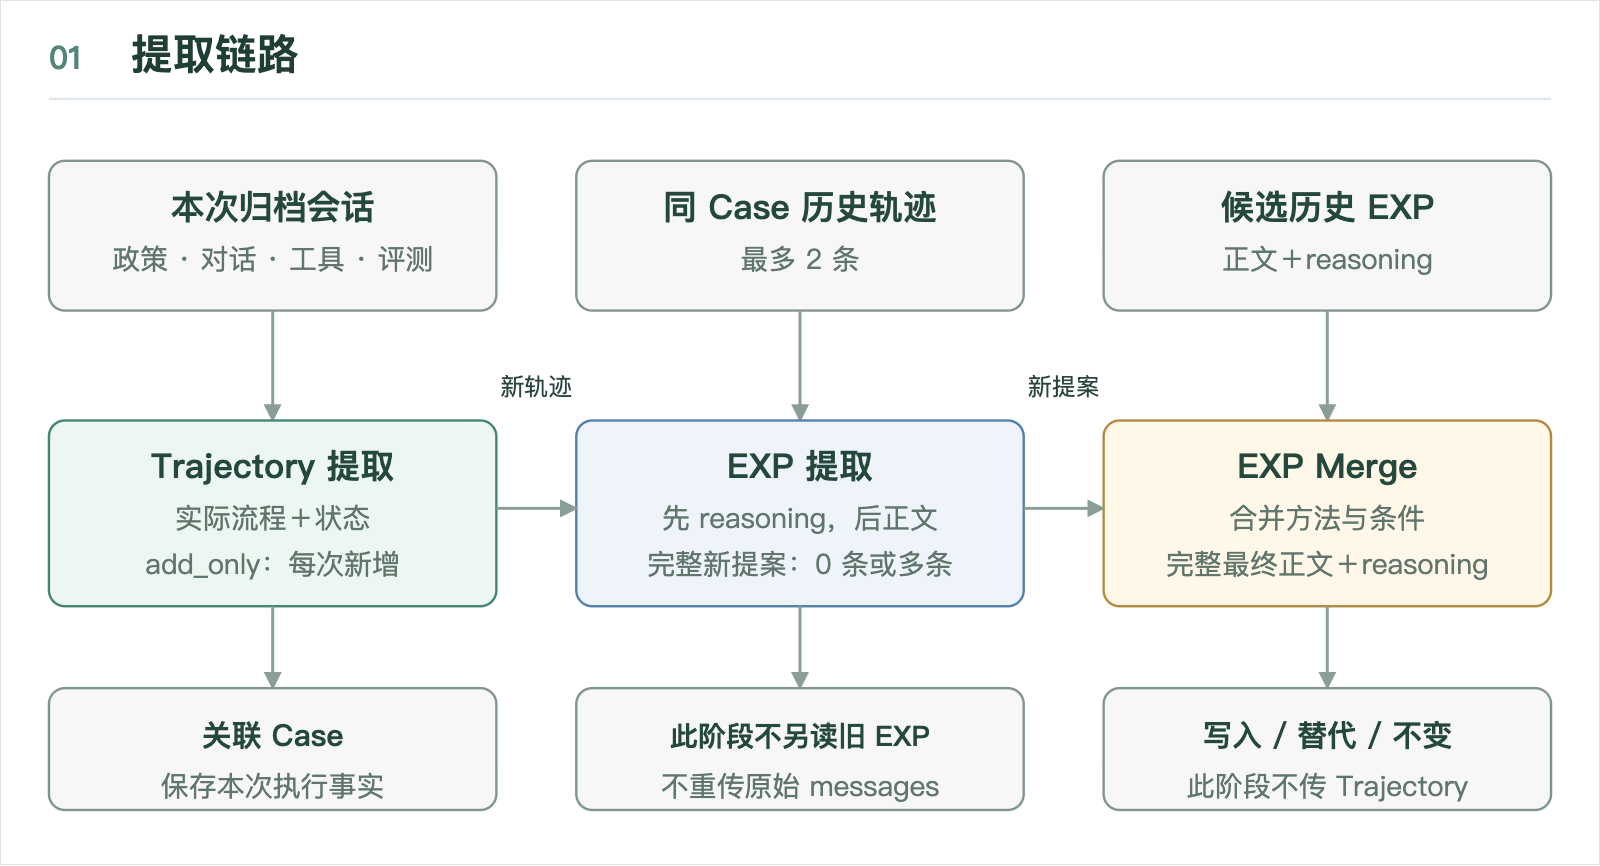 01 提取链路
本次归档会话
政策 · 对话 · 工具 · 评测
同 Case 历史轨迹
最多 2 条
候选历史 EXP
正文+reasoning
新轨迹
新提案
Trajectory 提取
实际流程+状态
add_only：每次新增
EXP 提取
先 reasoning，后正文
完整新提案：0 条或多条
EXP Merge
合并方法与条件
完整最终正文+reasoning
关联 Case
保存本次执行事实
此阶段不另读旧 EXP
不重传原始 messages
写入 / 替代 / 不变
此阶段不传 Trajectory